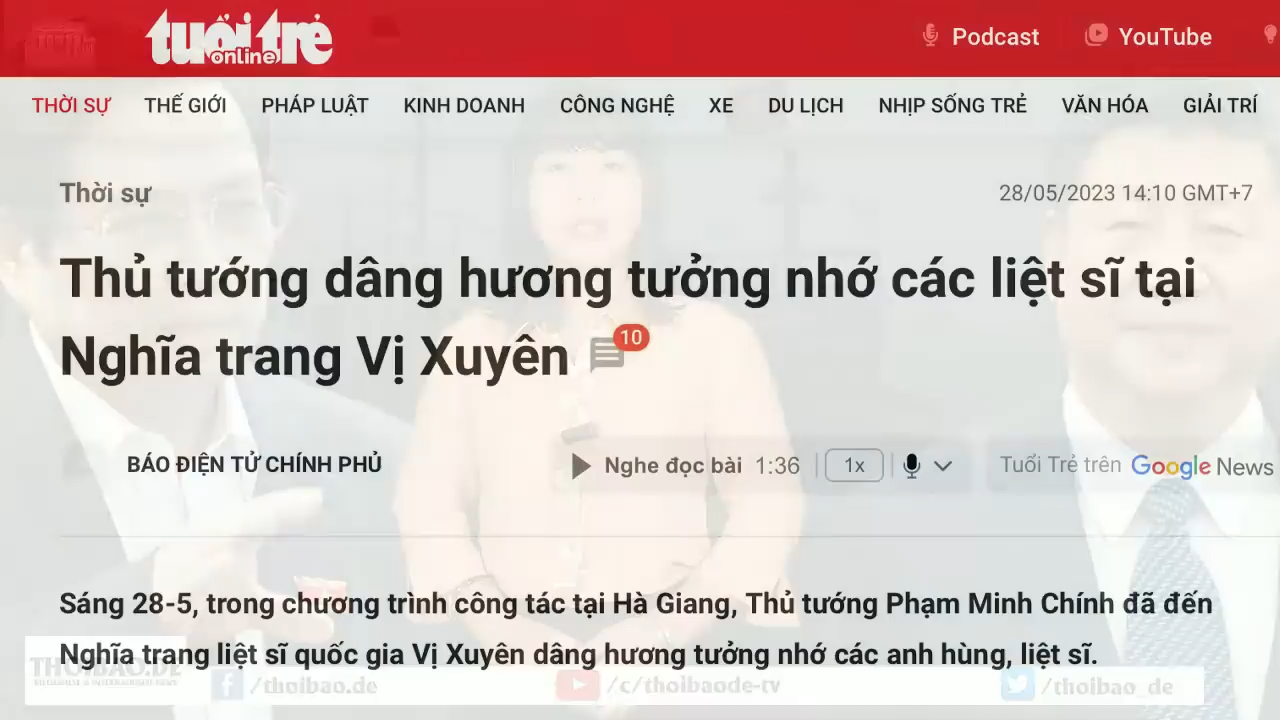 tuổi trẻ
online
Podcast
YouTube
THỜI SỰ THẾ GIỚI PHÁP LUẬT KINH DOANH CÔNG NGHỆ XE DU LỊCH NHỊP SỐNG TRẺ VĂN HÓA GIẢI TRÍ
Thời sự
28/05/2023 14:10 GMT+7
Thủ tướng dâng hương tưởng nhớ các liệt sĩ tại
Nghĩa trang Vị Xuyên
10
BÁO ĐIỆN TỬ CHÍNH PHỦ
Nghe đọc bài 1:36
1x
Tuổi Trẻ trên Google News
Sáng 28-5, trong chương trình công tác tại Hà Giang, Thủ tướng Phạm Minh Chính đã đến
Nghĩa trang liệt sĩ quốc gia Vị Xuyên dâng hương tưởng nhớ các anh hùng, liệt sĩ.
THOIBAO.DE
/thoibao.de
/c/thoibaode-tv
/thoibao_de